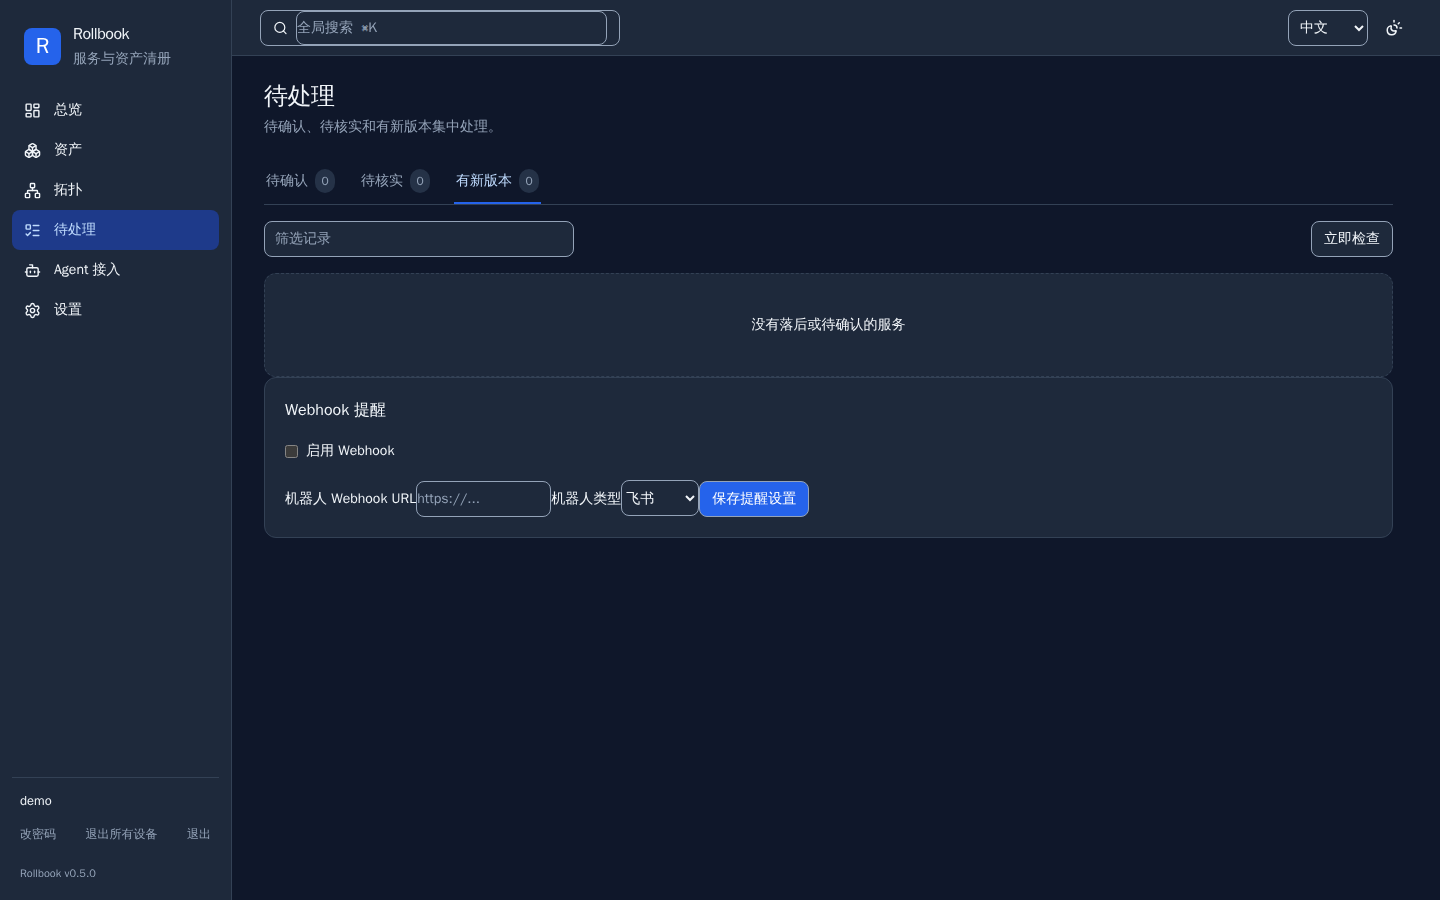 R
Rollbook
服务与资产清册
总览
资产
拓扑
待处理
Agent 接入
设置
demo
改密码 退出所有设备 退出
Rollbook v0.5.0
全局搜索 ⌘K
中文
待处理
待确认、待核实和有新版本集中处理。
待确认 0 待核实 0 有新版本 0
筛选记录
立即检查
没有落后或待确认的服务
Webhook 提醒
启用 Webhook
机器人 Webhook URL https://... 机器人类型 飞书 保存提醒设置